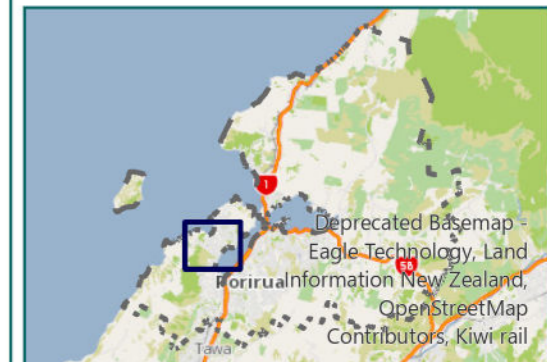 1
Deprecated Basemap -
Eagle Technology, Land
58
Porirua Information New Zealand,
OpenStreetMap
Contributors, Kiwi rail
Tawa